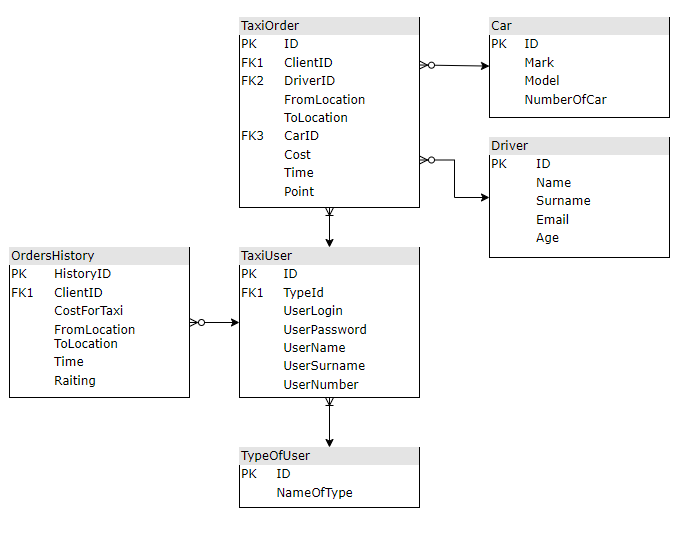 TaxiOrder
PK ID
FK1 ClientID
FK2 DriverID
FromLocation
ToLocation
FK3 CarID
Cost
Time
Point
Car
PK ID
Mark
Model
NumberOfCar
Driver
PK ID
Name
Surname
Email
Age
OrdersHistory
PK HistoryID
FK1 ClientID
CostForTaxi
FromLocation
ToLocation
Time
Raiting
TaxiUser
PK ID
FK1 TypeId
UserLogin
UserPassword
UserName
UserSurname
UserNumber
TypeOfUser
PK ID
NameOfType